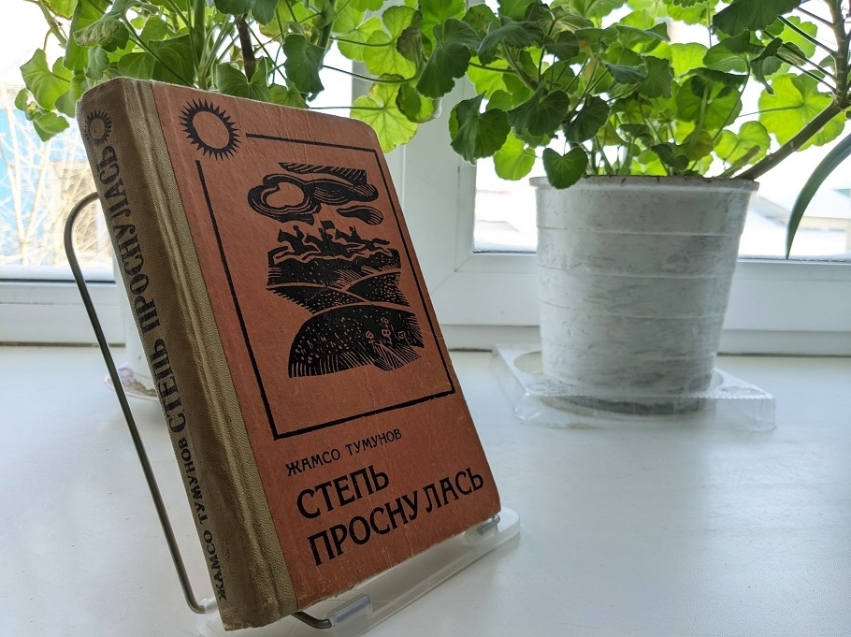 ЖАМСО ТУМУНОВ СТЕПЬ ПРОСНУЛАСЬ
ЖАМСО ТУМУНОВ
СТЕПЬ
ПРОСНУЛАСЬ